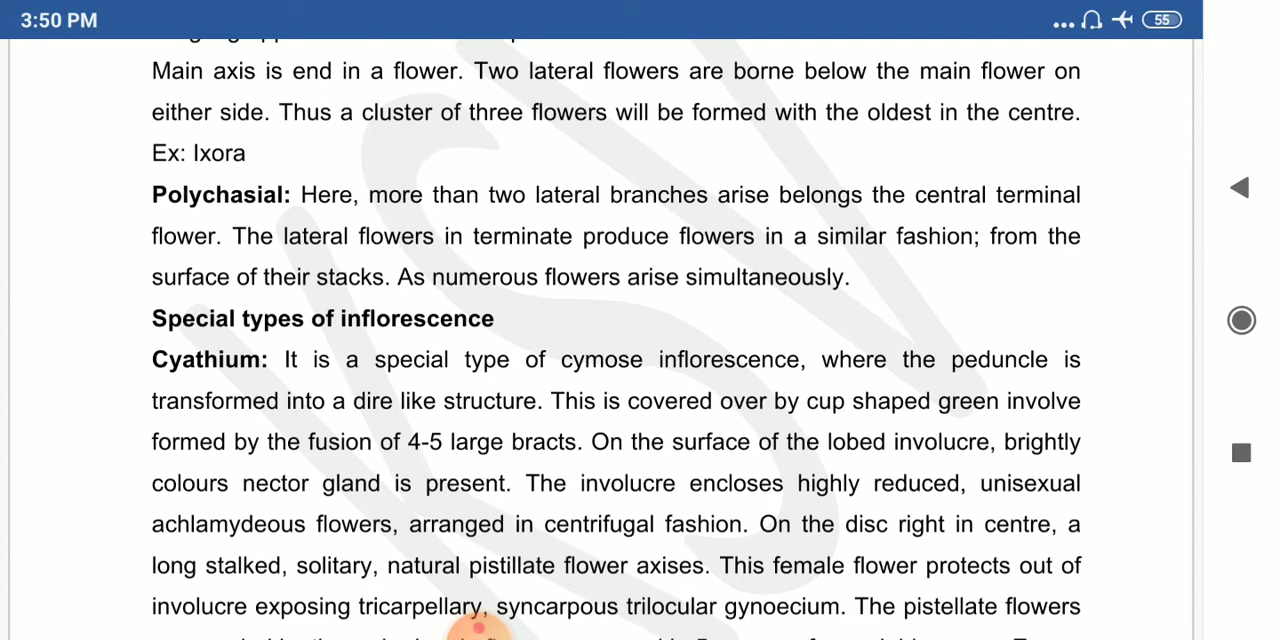 3:50 PM
... 55
Main axis is end in a flower. Two lateral flowers are borne below the main flower on
either side. Thus a cluster of three flowers will be formed with the oldest in the centre.
Ex: Ixora
Polychasial: Here, more than two lateral branches arise belongs the central terminal
flower. The lateral flowers in terminate produce flowers in a similar fashion; from the
surface of their stacks. As numerous flowers arise simultaneously.
Special types of inflorescence
Cyathium: It is a special type of cymose inflorescence, where the peduncle is
transformed into a dire like structure. This is covered over by cup shaped green involve
formed by the fusion of 4-5 large bracts. On the surface of the lobed involucre, brightly
colours nector gland is present. The involucre encloses highly reduced, unisexual
achlamydeous flowers, arranged in centrifugal fashion. On the disc right in centre, a
long stalked, solitary, natural pistillate flower axises. This female flower protects out of
involucre exposing tricarpellary, syncarpous trilocular gynoecium. The pistellate flowers